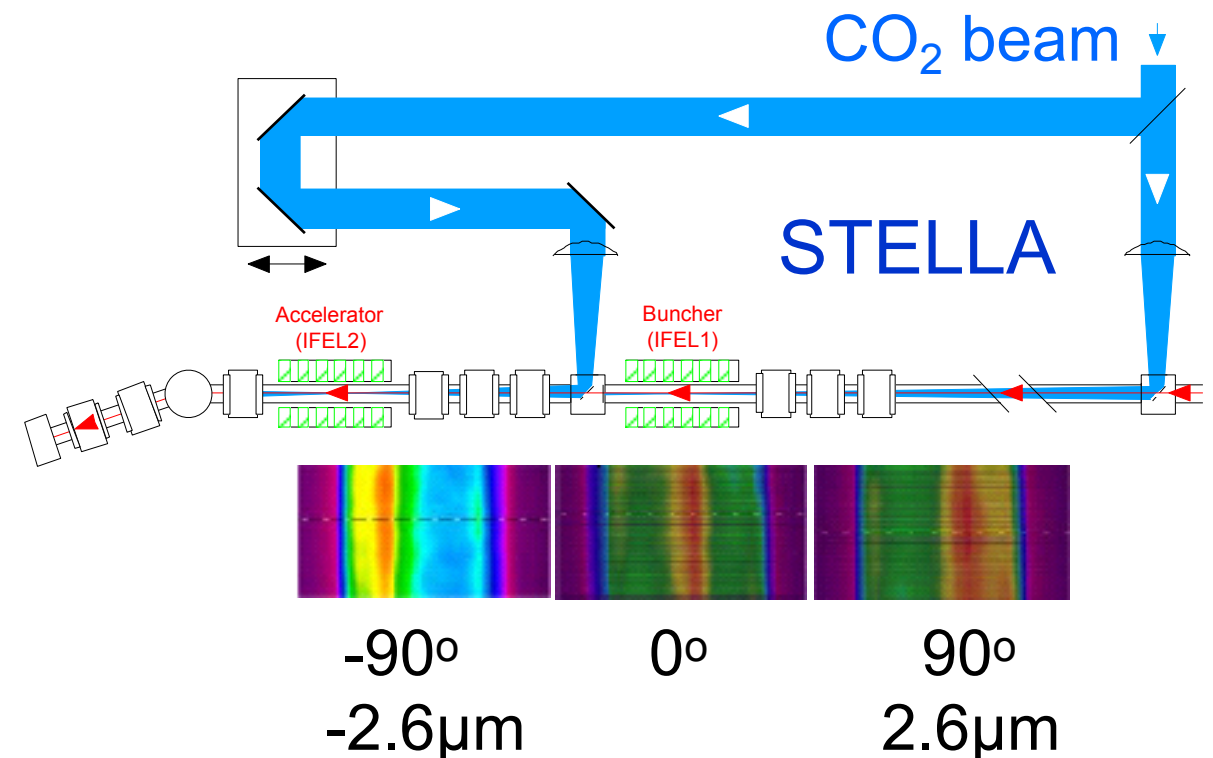 CO₂ beam
STELLA
Accelerator
(IFEL2)
Buncher
(IFEL1)
-90º
0º
90º
-2.6µm
2.6µm